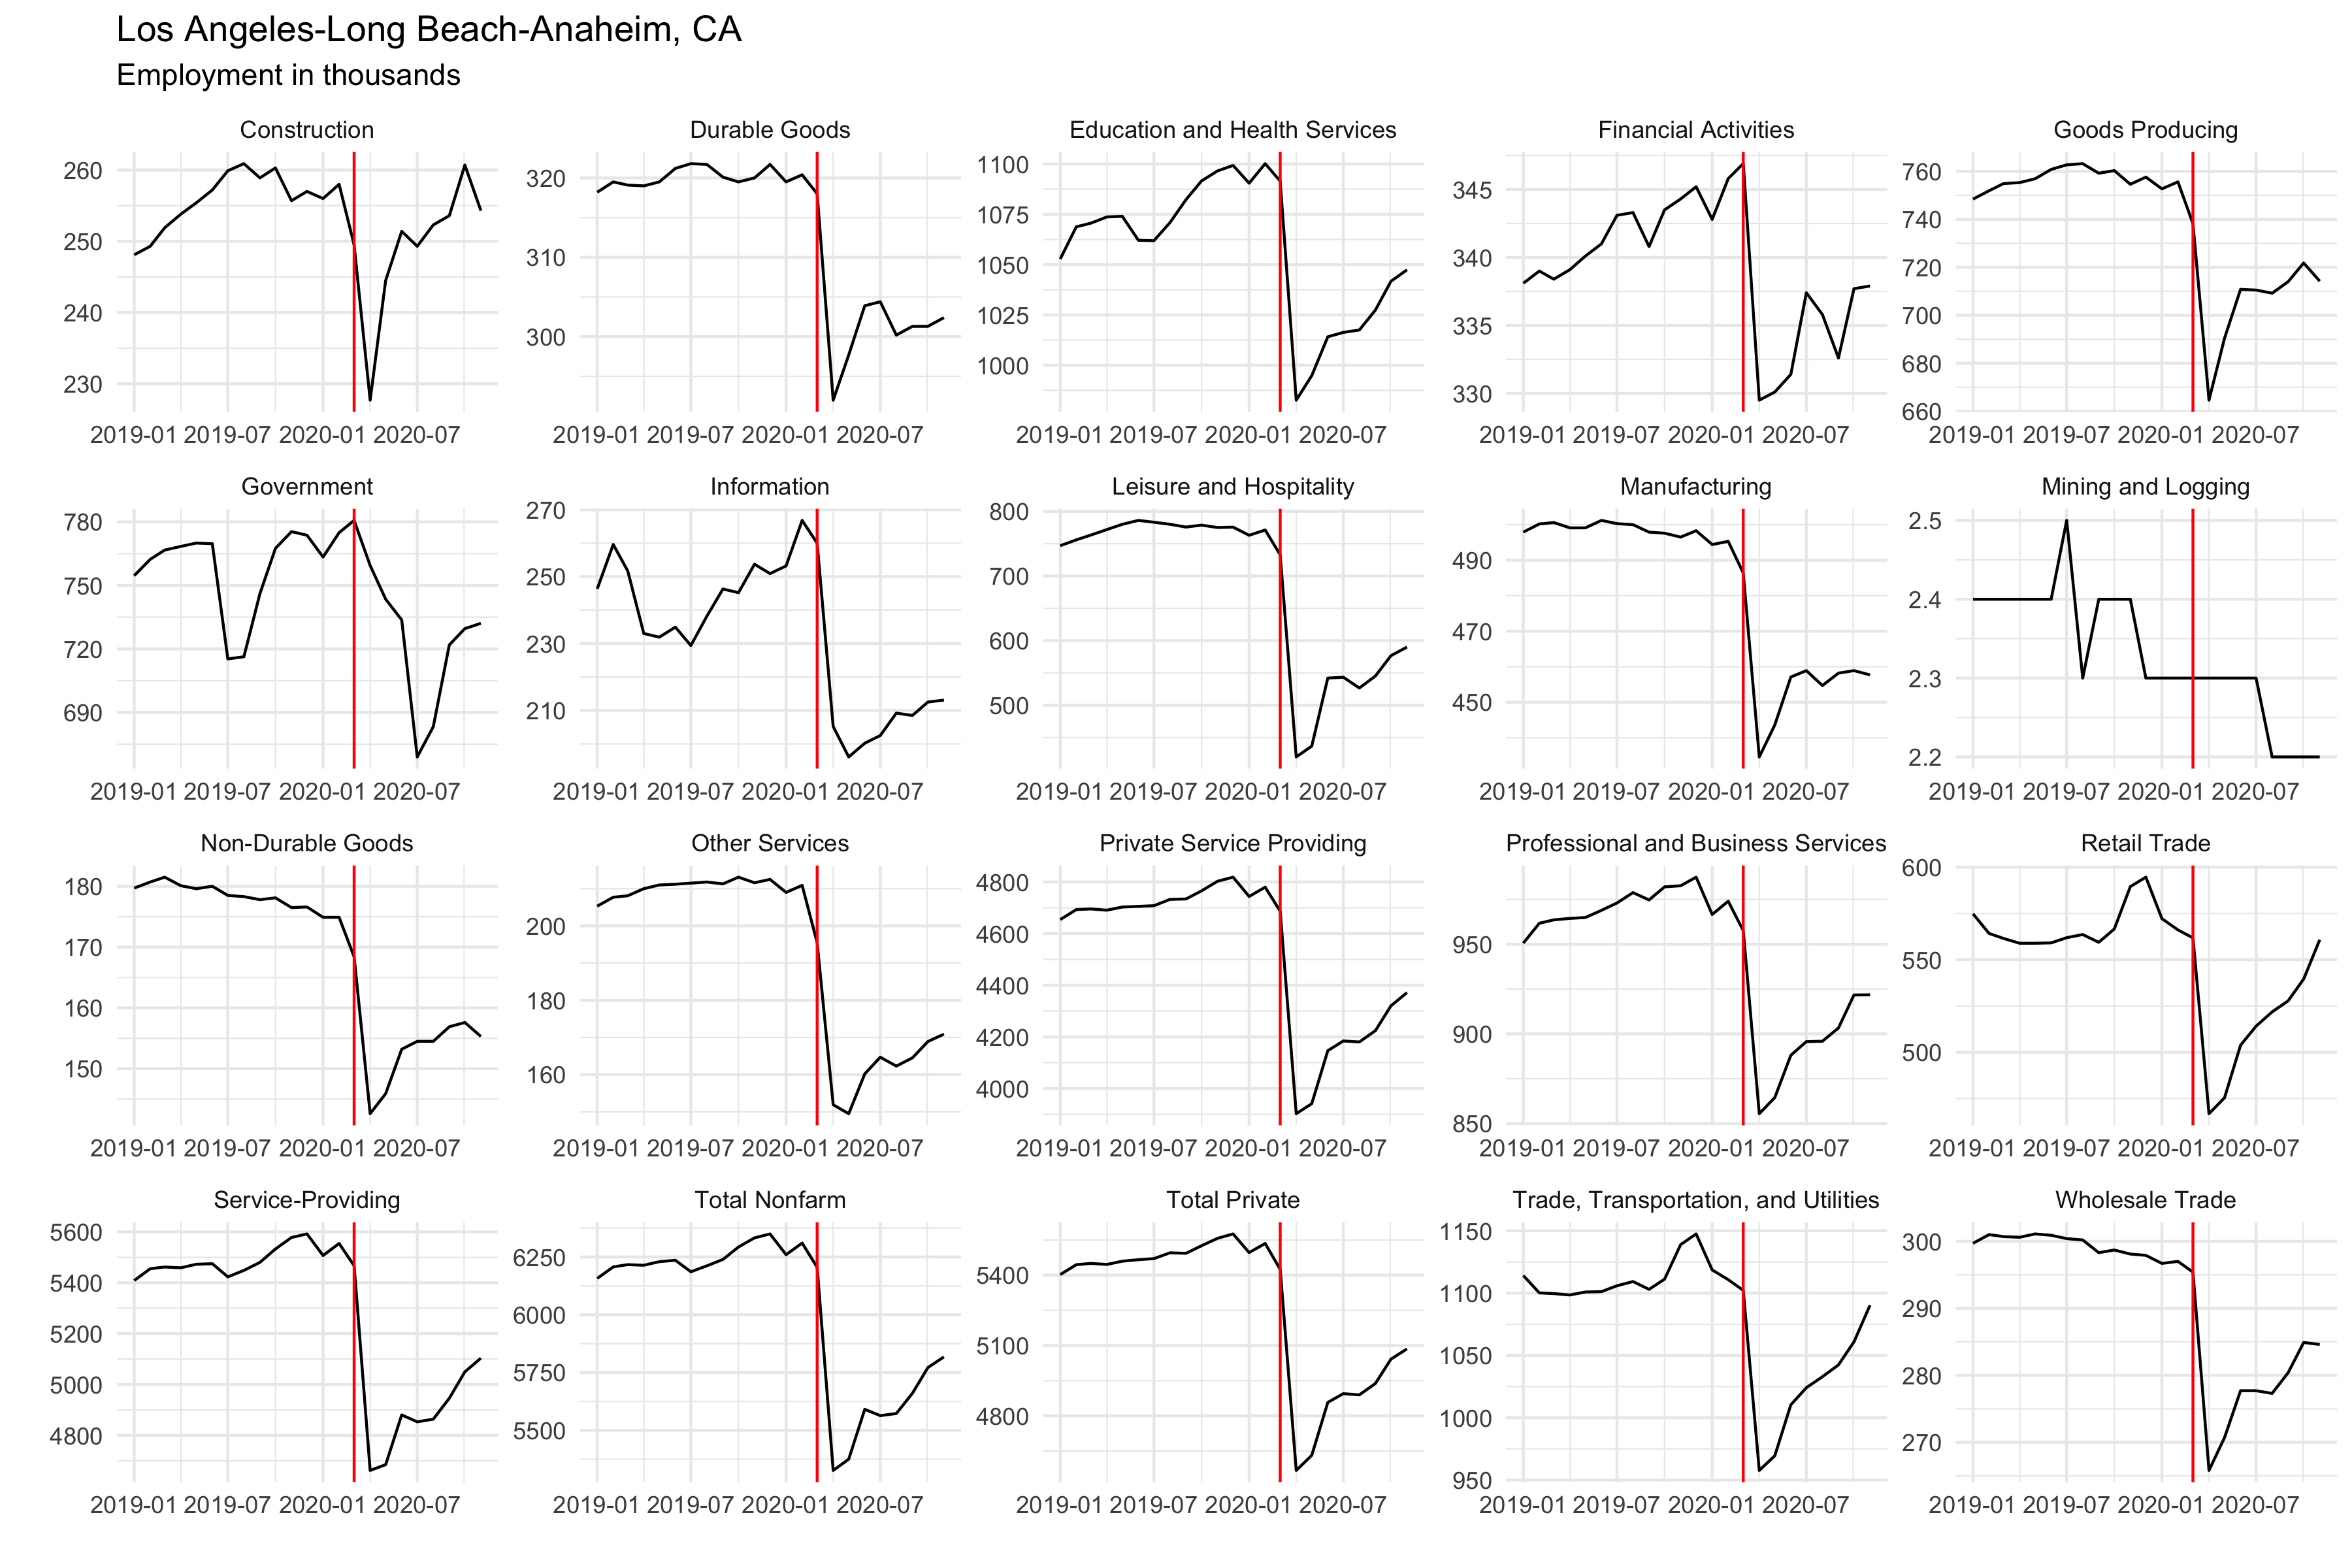 Los Angeles-Long Beach-Anaheim, CA
Employment in thousands
Construction
260
250
240
230
2019-01 2019-07 2020-01 2020-07
Durable Goods
320
310
300
2019-01 2019-07 2020-01 2020-07
Education and Health Services
1100
1075
1050
1025
1000
2019-01 2019-07 2020-01 2020-07
Financial Activities
345
340
335
330
2019-01 2019-07 2020-01 2020-07
Goods Producing
760
740
720
700
680
660
2019-01 2019-07 2020-01 2020-07
Government
780
750
720
690
2019-01 2019-07 2020-01 2020-07
Information
270
250
230
210
2019-01 2019-07 2020-01 2020-07
Leisure and Hospitality
800
700
600
500
2019-01 2019-07 2020-01 2020-07
Manufacturing
490
470
450
2019-01 2019-07 2020-01 2020-07
Mining and Logging
2.5
2.4
2.3
2.2
2019-01 2019-07 2020-01 2020-07
Non-Durable Goods
180
170
160
150
2019-01 2019-07 2020-01 2020-07
Other Services
200
180
160
2019-01 2019-07 2020-01 2020-07
Private Service Providing
4800
4600
4400
4200
4000
2019-01 2019-07 2020-01 2020-07
Professional and Business Services
950
900
850
2019-01 2019-07 2020-01 2020-07
Retail Trade
600
550
500
2019-01 2019-07 2020-01 2020-07
Service-Providing
5600
5400
5200
5000
4800
2019-01 2019-07 2020-01 2020-07
Total Nonfarm
6250
6000
5750
5500
2019-01 2019-07 2020-01 2020-07
Total Private
5400
5100
4800
2019-01 2019-07 2020-01 2020-07
Trade, Transportation, and Utilities
1150
1100
1050
1000
950
2019-01 2019-07 2020-01 2020-07
Wholesale Trade
300
290
280
270
2019-01 2019-07 2020-01 2020-07